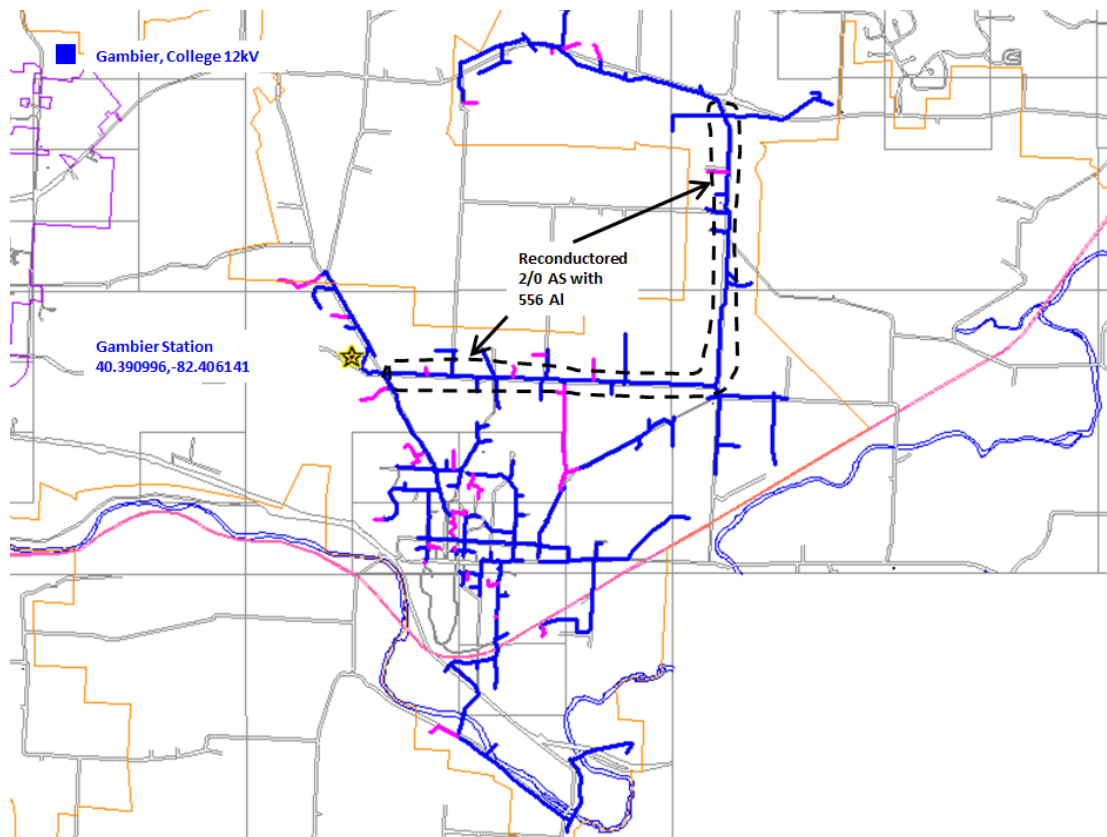 Gambier, College 12kV
Reconductored
2/0 AS with
556 Al
Gambier Station
40.390996,-82.406141